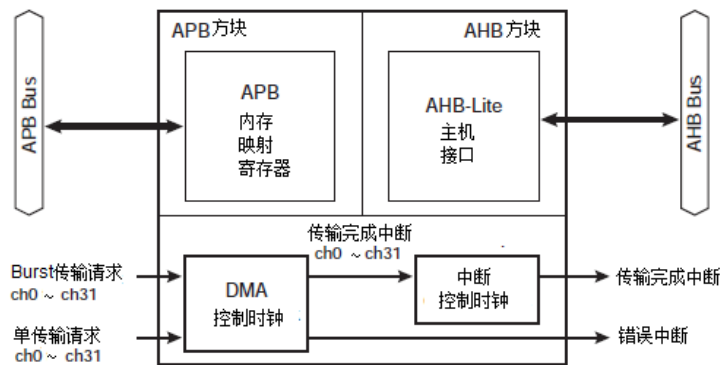 APB方块
AHB方块
APB Bus
APB
内存
映射
寄存器
AHB-Lite
主机
接口
AHB Bus
传输完成中断
ch0 ~ ch31
Burst传输请求
ch0 ~ ch31
DMA
控制时钟
中断
控制时钟
传输完成中断
单传输请求
ch0 ~ ch31
错误中断